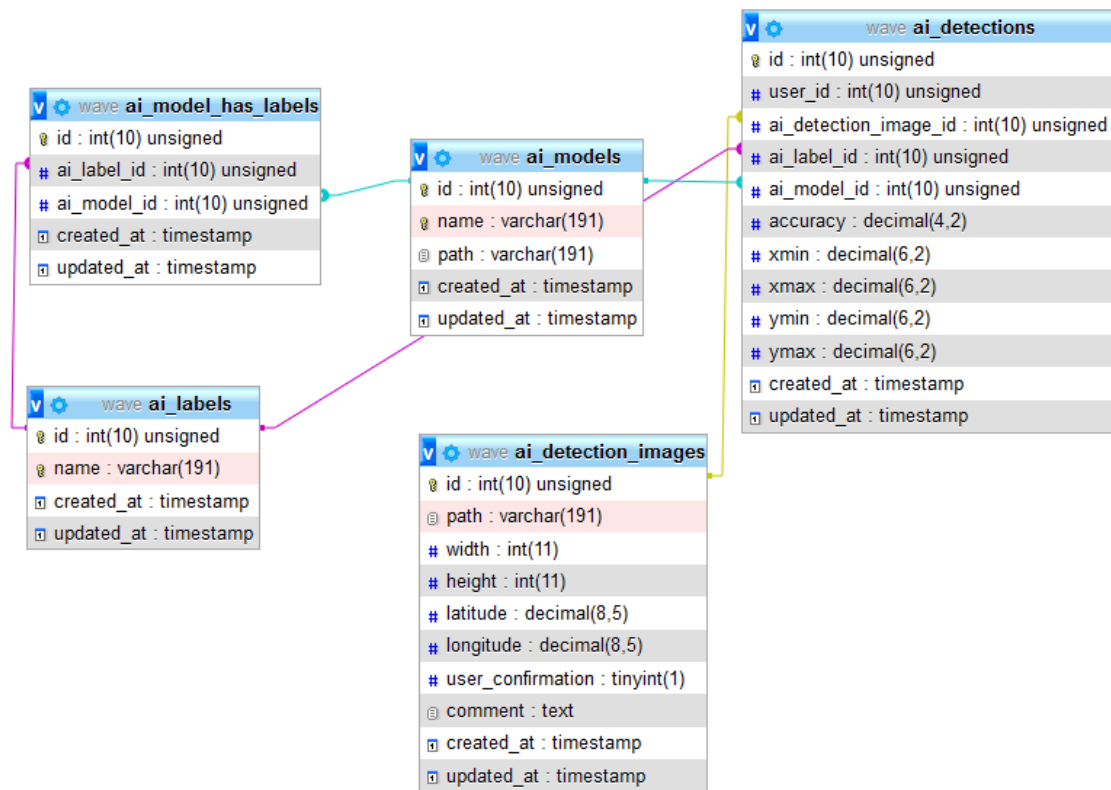 wave ai_model_has_labels
id : int(10) unsigned
ai_label_id : int(10) unsigned
ai_model_id : int(10) unsigned
created_at : timestamp
updated_at : timestamp
wave ai_labels
id : int(10) unsigned
name : varchar(191)
created_at : timestamp
updated_at : timestamp
wave ai_models
id : int(10) unsigned
name : varchar(191)
path : varchar(191)
created_at : timestamp
updated_at : timestamp
wave ai_detection_images
id : int(10) unsigned
path : varchar(191)
width : int(11)
height : int(11)
latitude : decimal(8,5)
longitude : decimal(8,5)
user_confirmation : tinyint(1)
comment : text
created_at : timestamp
updated_at : timestamp
wave ai_detections
id : int(10) unsigned
user_id : int(10) unsigned
ai_detection_image_id : int(10) unsigned
ai_label_id : int(10) unsigned
ai_model_id : int(10) unsigned
accuracy : decimal(4,2)
xmin : decimal(6,2)
xmax : decimal(6,2)
ymin : decimal(6,2)
ymax : decimal(6,2)
created_at : timestamp
updated_at : timestamp